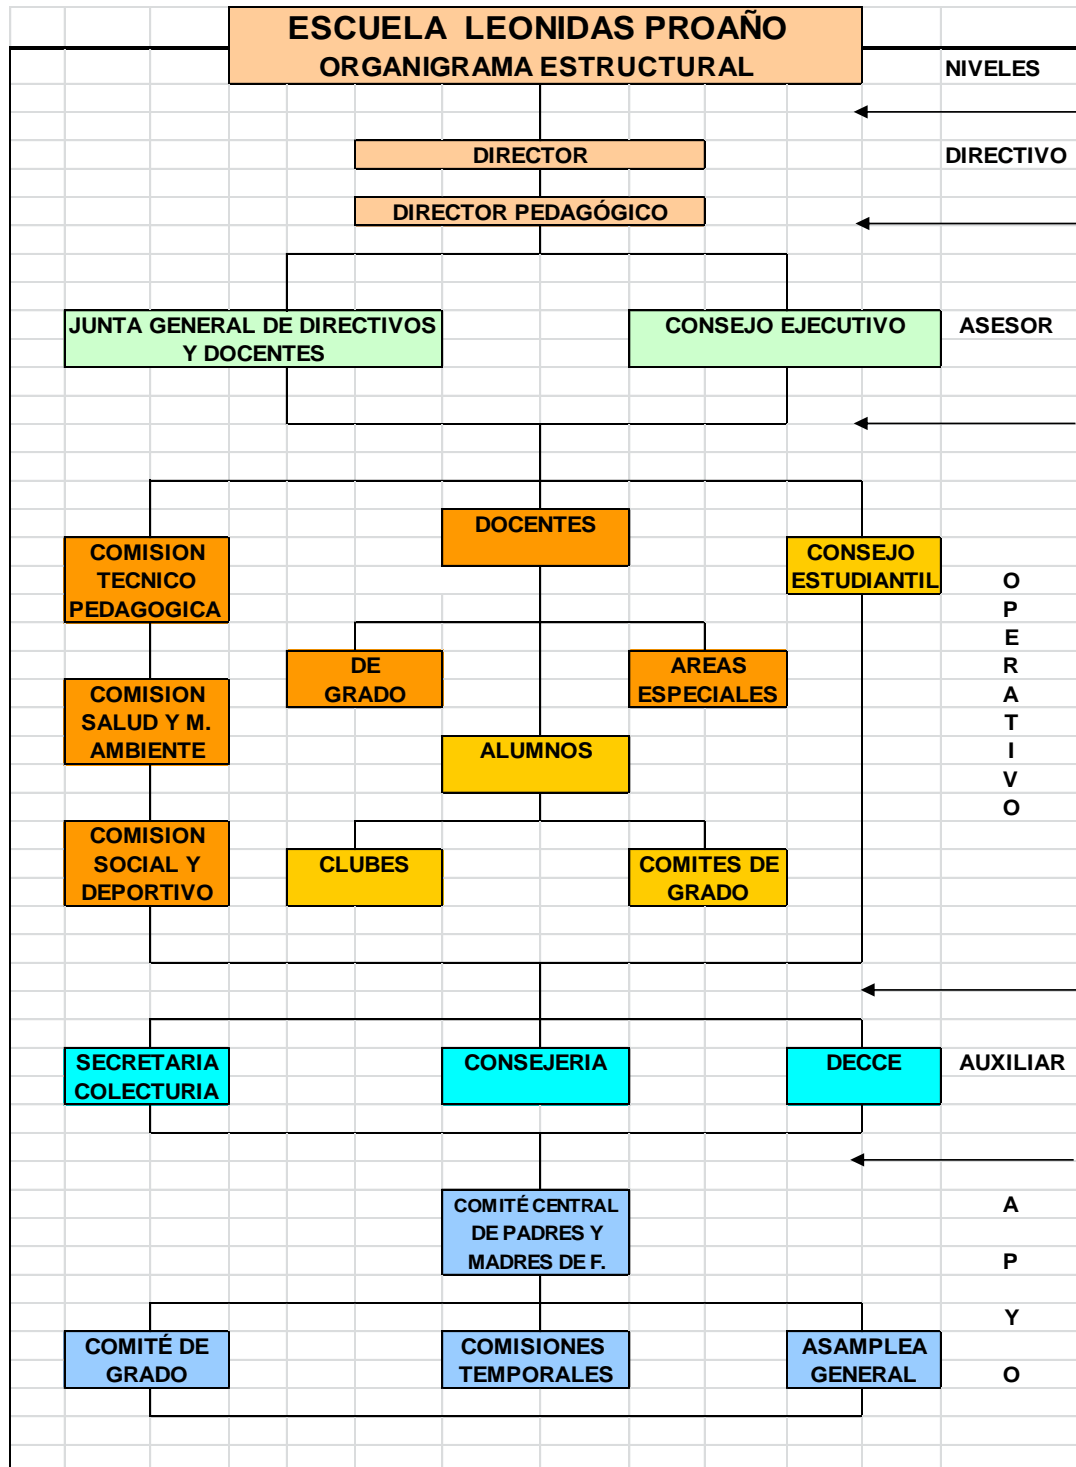 ESCUELA LEONIDAS PROAÑO
ORGANIGRAMA ESTRUCTURAL
NIVELES
DIRECTOR
DIRECTIVO
DIRECTOR PEDAGÓGICO
JUNTA GENERAL DE DIRECTIVOS
Y DOCENTES
CONSEJO EJECUTIVO
ASESOR
DOCENTES
COMISION
TECNICO
PEDAGOGICA
CONSEJO
ESTUDIANTIL
O
P
E
R
A
T
I
V
O
DE
GRADO
AREAS
ESPECIALES
COMISION
SALUD Y M.
AMBIENTE
ALUMNOS
COMISION
SOCIAL Y
DEPORTIVO
CLUBES
COMITES DE
GRADO
SECRETARIA
COLECTURIA
CONSEJERIA
DECCE
AUXILIAR
COMITÉ CENTRAL
DE PADRES Y
MADRES DE F.
A
P
Y
O
COMITÉ DE
GRADO
COMISIONES
TEMPORALES
ASAMPLEA
GENERAL